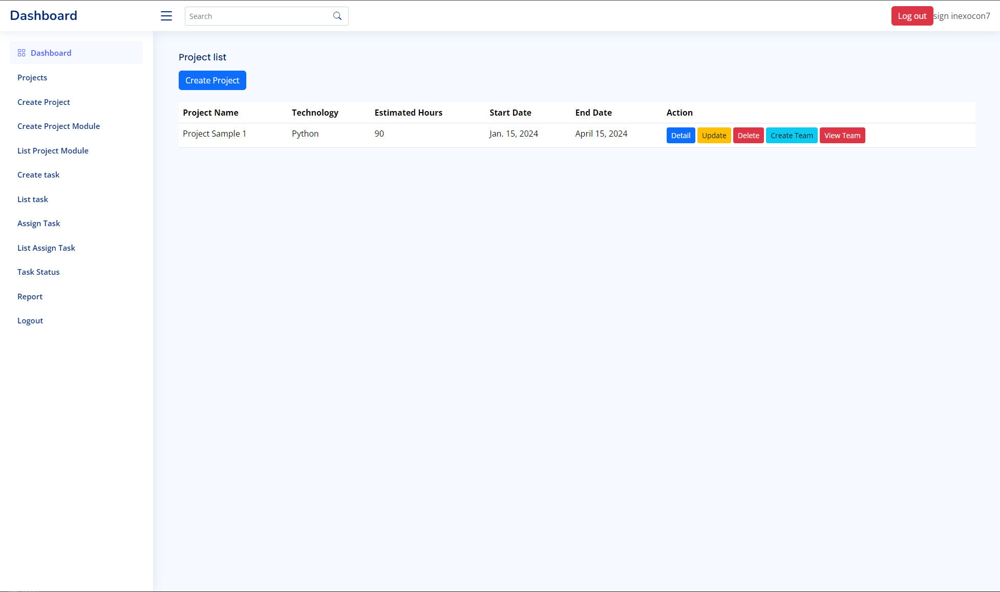 Dashboard
Search
Log out sign inexocon7
Dashboard
Projects
Create Project
Create Project Module
List Project Module
Create task
List task
Assign Task
List Assign Task
Task Status
Report
Logout
Project list
Create Project
Project Name Technology Estimated Hours Start Date End Date Action
Project Sample 1 Python 90 Jan. 15, 2024 April 15, 2024 Detail Update Delete Create Team View Team